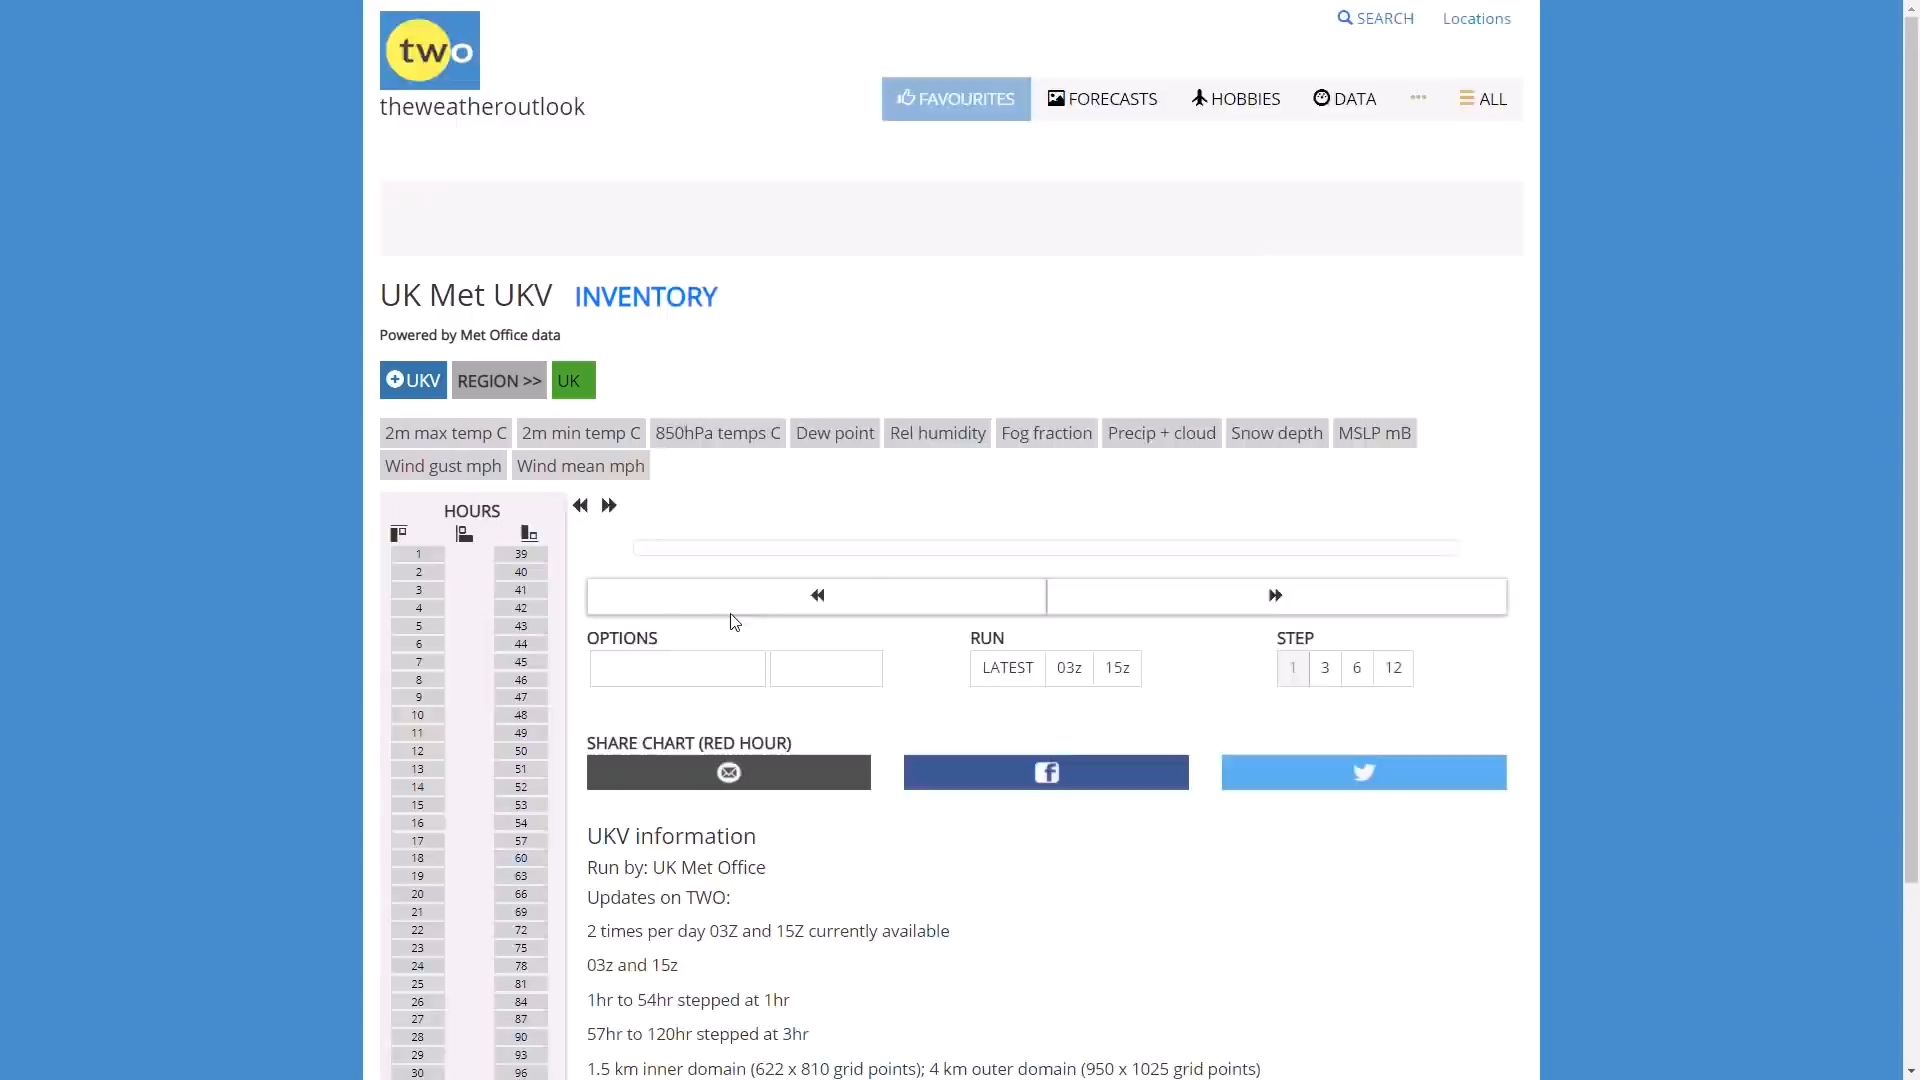 SEARCH Locations
two
theweatheroutlook
FAVOURITES FORECASTS HOBBIES DATA ALL
UK Met UKV INVENTORY
Powered by Met Office data
UKV REGION >> UK
2m max temp C 2m min temp C 850hPa temps C Dew point Rel humidity Fog fraction Precip + cloud Snow depth MSLP mB
Wind gust mph Wind mean mph
HOURS
1 39
2 40
3 41
4 42
5 43
6 44
7 45
8 46
9 47
10 48
11 49
12 50
13 51
14 52
15 53
16 54
17 57
18 60
19 63
20 66
21 69
22 72
23 75
24 78
25 81
26 84
27 87
28 90
29 93
30 96
OPTIONS RUN STEP
LATEST 03z 15z 1 3 6 12
SHARE CHART (RED HOUR)
UKV information
Run by: UK Met Office
Updates on TWO:
2 times per day 03Z and 15Z currently available
03z and 15z
1hr to 54hr stepped at 1hr
57hr to 120hr stepped at 3hr
1.5 km inner domain (622 x 810 grid points); 4 km outer domain (950 x 1025 grid points)